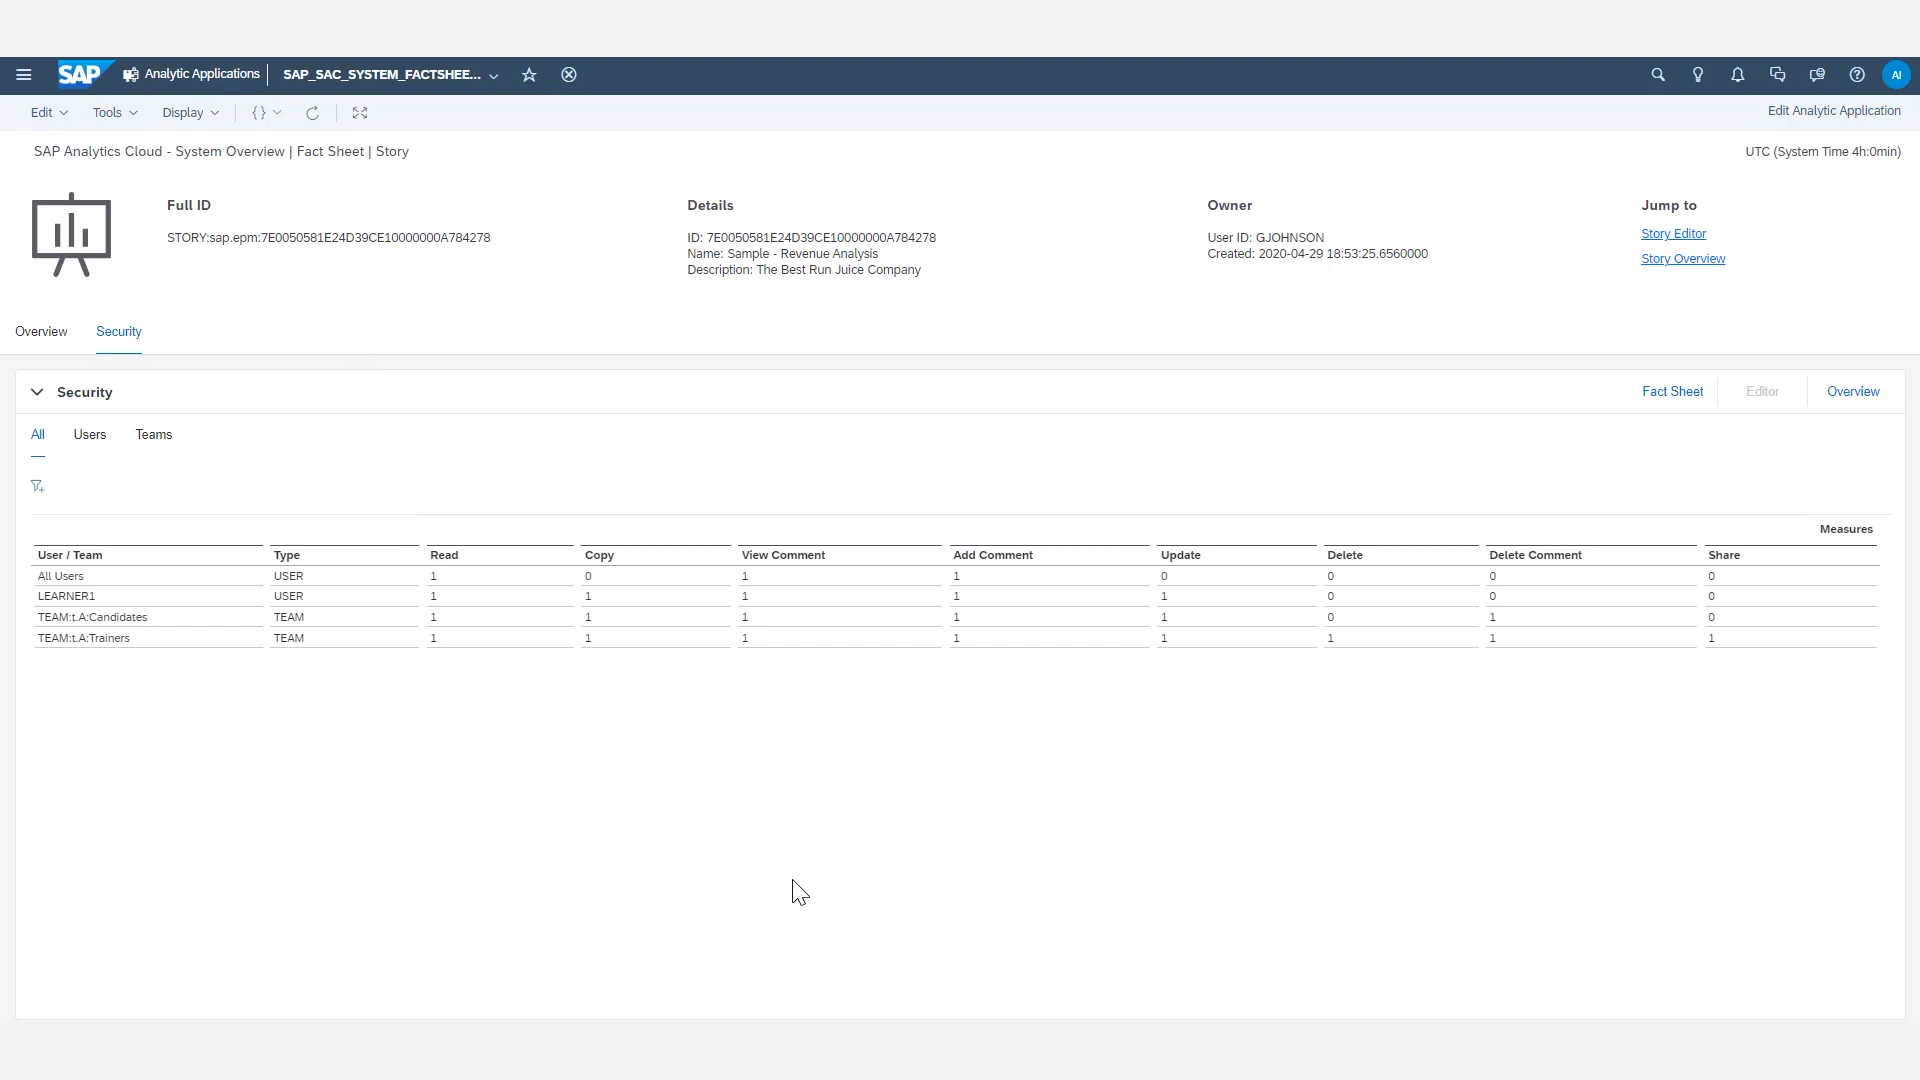 SAP Analytic Applications SAP_SAC_SYSTEM_FACTSHEE... AI
Edit Tools Display {} Edit Analytic Application
SAP Analytics Cloud - System Overview | Fact Sheet | Story UTC (System Time 4h:0min)
Full ID Details Owner Jump to
STORY:sap.epm:7E0050581E24D39CE10000000A784278 ID: 7E0050581E24D39CE10000000A784278 User ID: GJOHNSON Story Editor
Name: Sample - Revenue Analysis Created: 2020-04-29 18:53:25.6560000
Description: The Best Run Juice Company Story Overview
Overview Security
Security Fact Sheet Editor Overview
All Users Teams
Measures
User / Team Type Read Copy View Comment Add Comment Update Delete Delete Comment Share
All Users USER 1 0 1 1 0 0 0 0
LEARNER1 USER 1 1 1 1 1 0 0 0
TEAM:t.A:Candidates TEAM 1 1 1 1 1 0 1 0
TEAM:t.A:Trainers TEAM 1 1 1 1 1 1 1 1